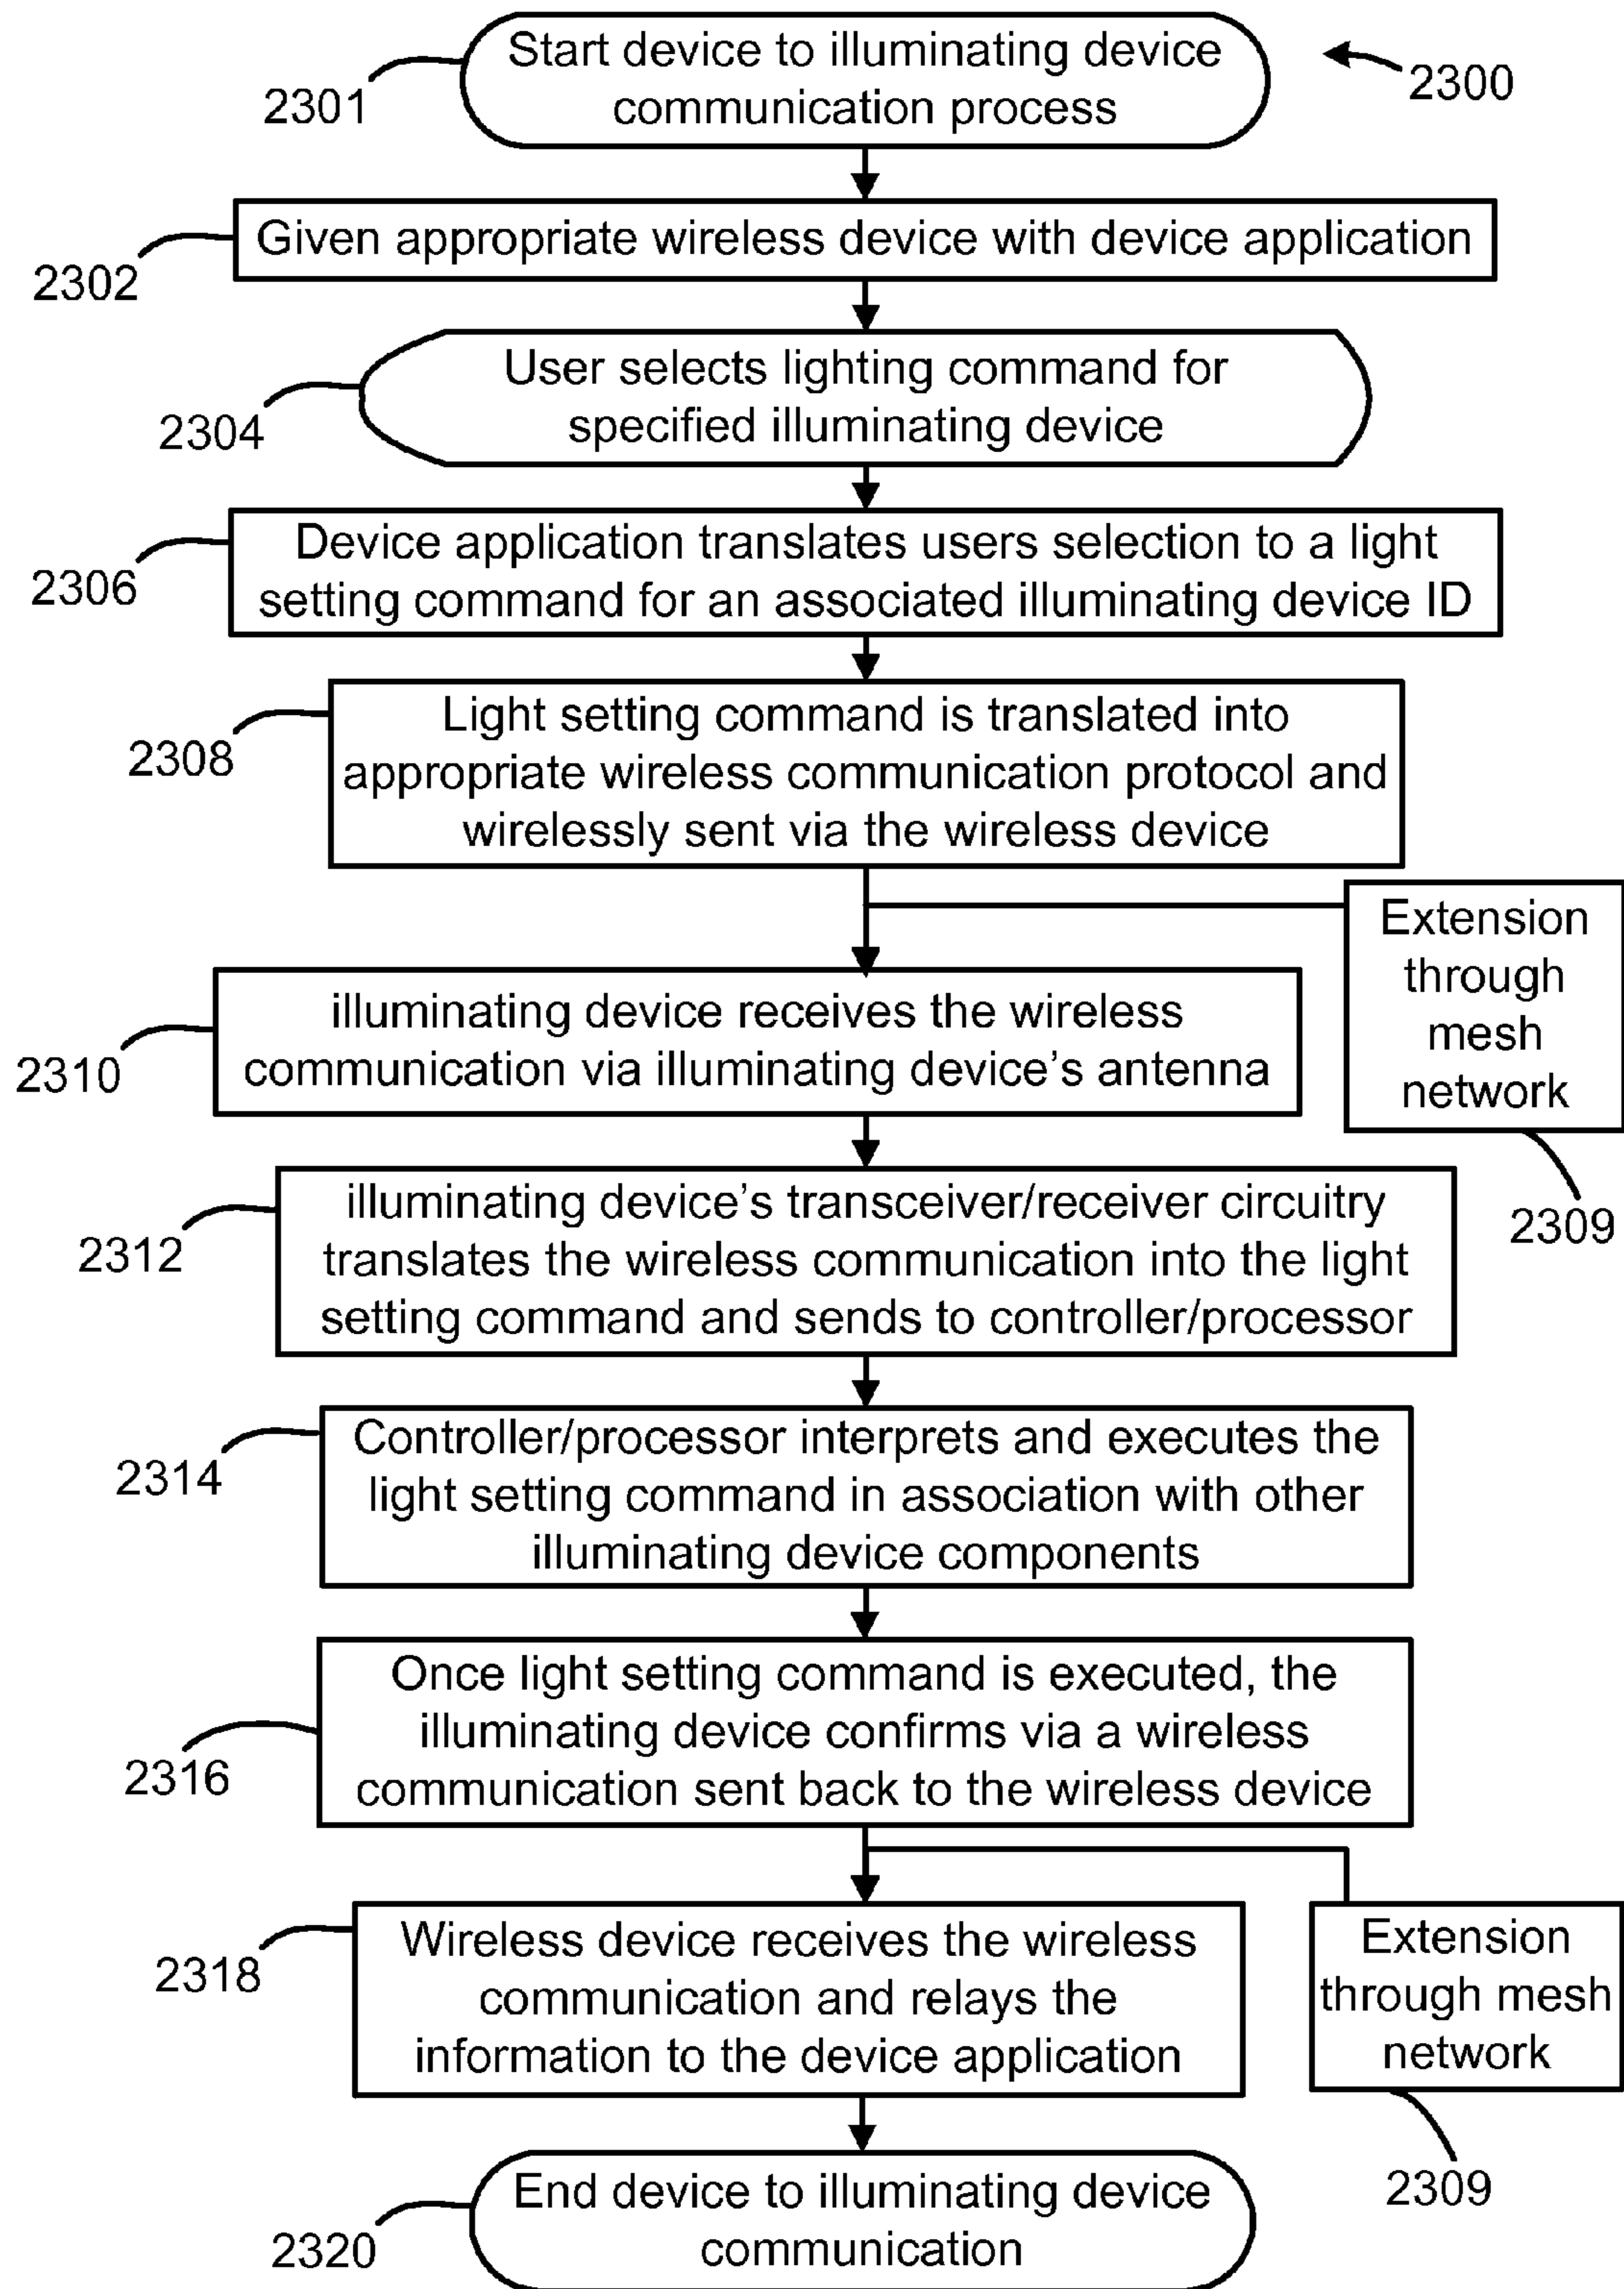 Start device to illuminating device
communication process
2300
2301
Given appropriate wireless device with device application
2302
User selects lighting command for
specified illuminating device
2304
Device application translates users selection to a light
setting command for an associated illuminating device ID
2306
Light setting command is translated into
appropriate wireless communication protocol and
wirelessly sent via the wireless device
2308
Extension
through
mesh
network
2309
illuminating device receives the wireless
communication via illuminating device's antenna
2310
illuminating device's transceiver/receiver circuitry
translates the wireless communication into the light
setting command and sends to controller/processor
2312
Controller/processor interprets and executes the
light setting command in association with other
illuminating device components
2314
Once light setting command is executed, the
illuminating device confirms via a wireless
communication sent back to the wireless device
2316
Wireless device receives the wireless
communication and relays the
information to the device application
2318
Extension
through mesh
network
2309
End device to illuminating device
communication
2320